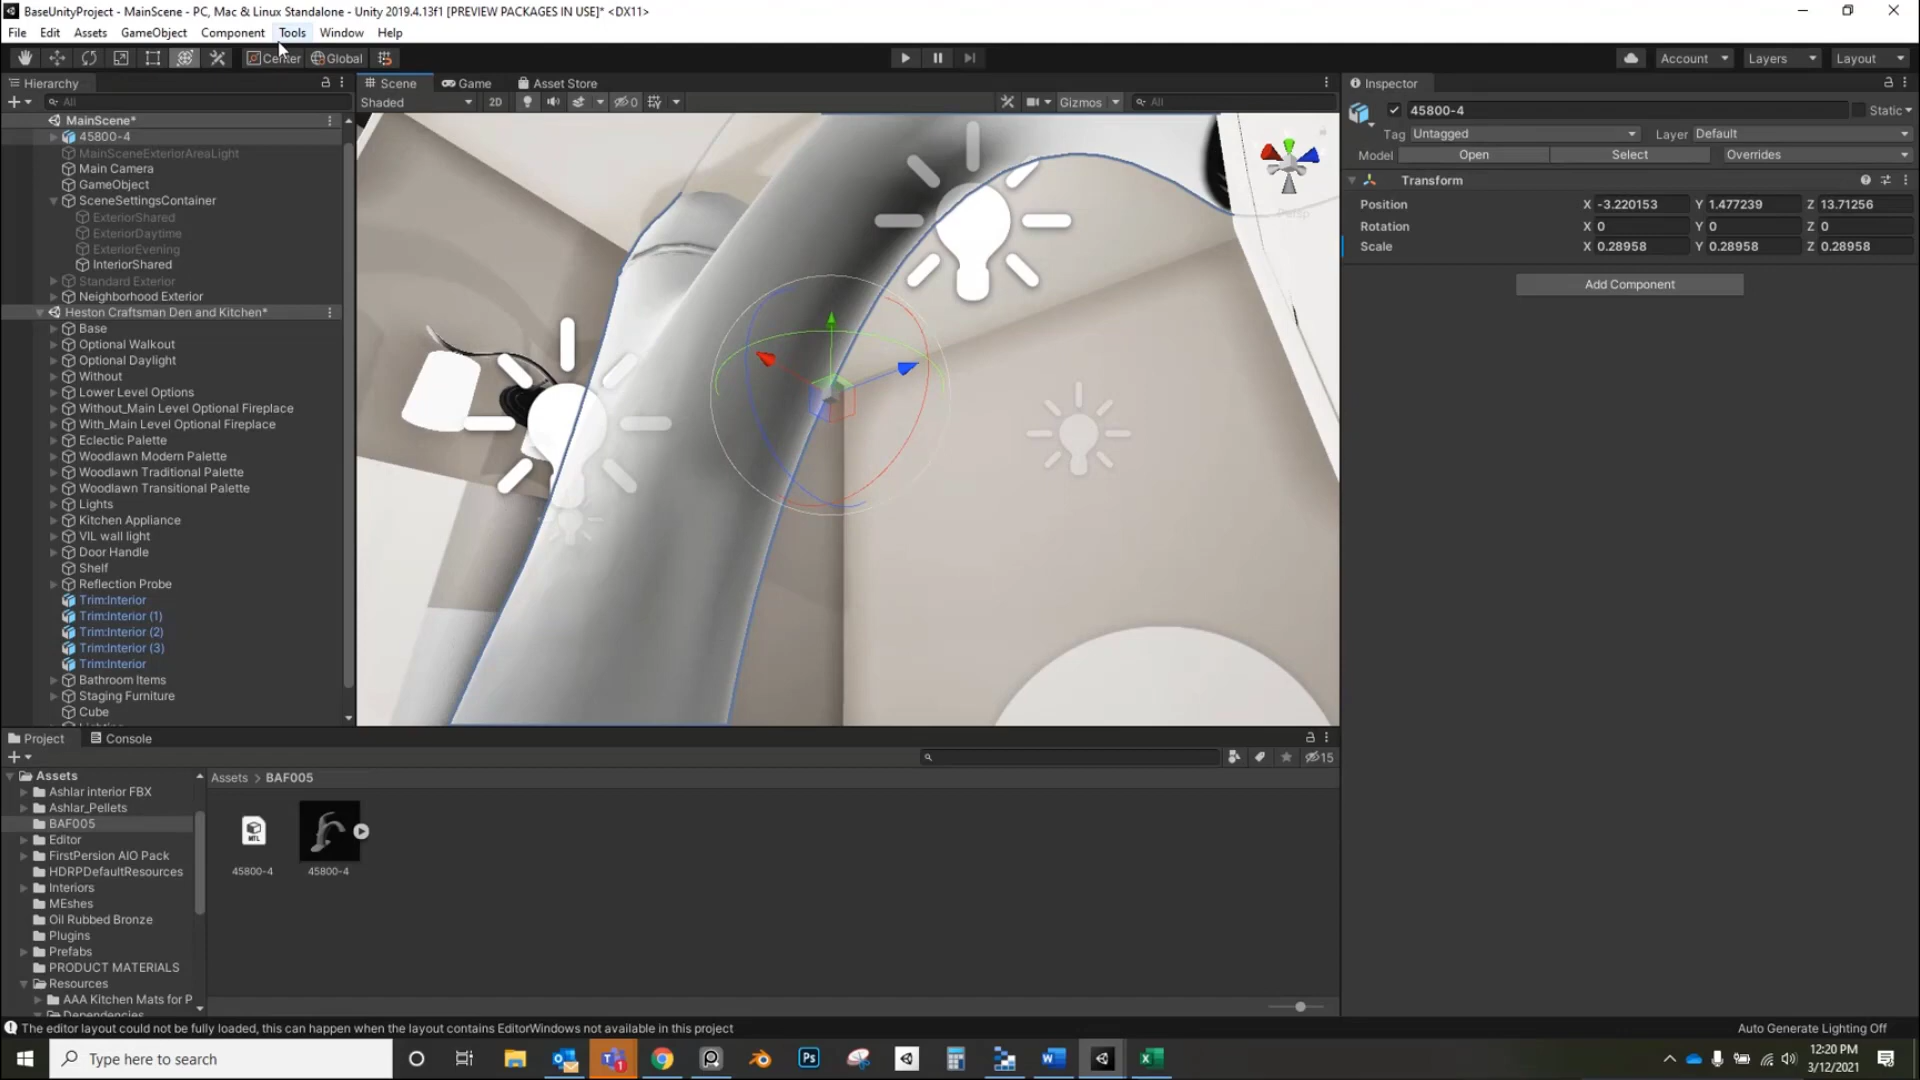 BaseUnityProject - MainScene - PC, Mac & Linux Standalone - Unity 2019.4.13f1 [PREVIEW PACKAGES IN USE]* <DX11>
File Edit Assets GameObject Component Tools Window Help
Center Global Account Layers Layout
Hierarchy Scene Game Asset Store Inspector
All Shaded 2D 0 Gizmos All 45800-4 Static
MainScene*
45800-4 Tag Untagged Layer Default
MainSceneExteriorAreaLight Model Open Select Overrides
Main Camera
GameObject Transform
SceneSettingsContainer Position X -3.220153 Y 1.477239 Z 13.71256
ExteriorShared Rotation X 0 Y 0 Z 0
ExteriorDaytime
ExteriorEvening Scale X 0.28958 Y 0.28958 Z 0.28958
InteriorShared
Standard Exterior Add Component
Neighborhood Exterior
Heston Craftsman Den and Kitchen*
Base
Optional Walkout
Optional Daylight
Without
Lower Level Options
Without_Main Level Optional Fireplace
With_Main Level Optional Fireplace
Eclectic Palette
Woodlawn Modern Palette
Woodlawn Traditional Palette
Woodlawn Transitional Palette
Lights
Kitchen Appliance
VIL wall light
Door Handle
Shelf
Reflection Probe
Trim:Interior
Trim:Interior (1)
Trim:Interior (2)
Trim:Interior (3)
Trim:Interior
Bathroom Items
Staging Furniture
Cube
Project Console
15
Assets Assets > BAF005
Ashlar interior FBX
Ashlar_Pellets
BAF005
Editor
FirstPersion AIO Pack
HDRPDefaultResources 45800-4 45800-4
Interiors
MEshes
Oil Rubbed Bronze
Plugins
Prefabs
PRODUCT MATERIALS
Resources
AAA Kitchen Mats for P
The editor layout could not be fully loaded, this can happen when the layout contains EditorWindows not available in this project Auto Generate Lighting Off
Type here to search 12:20 PM
3/12/2021